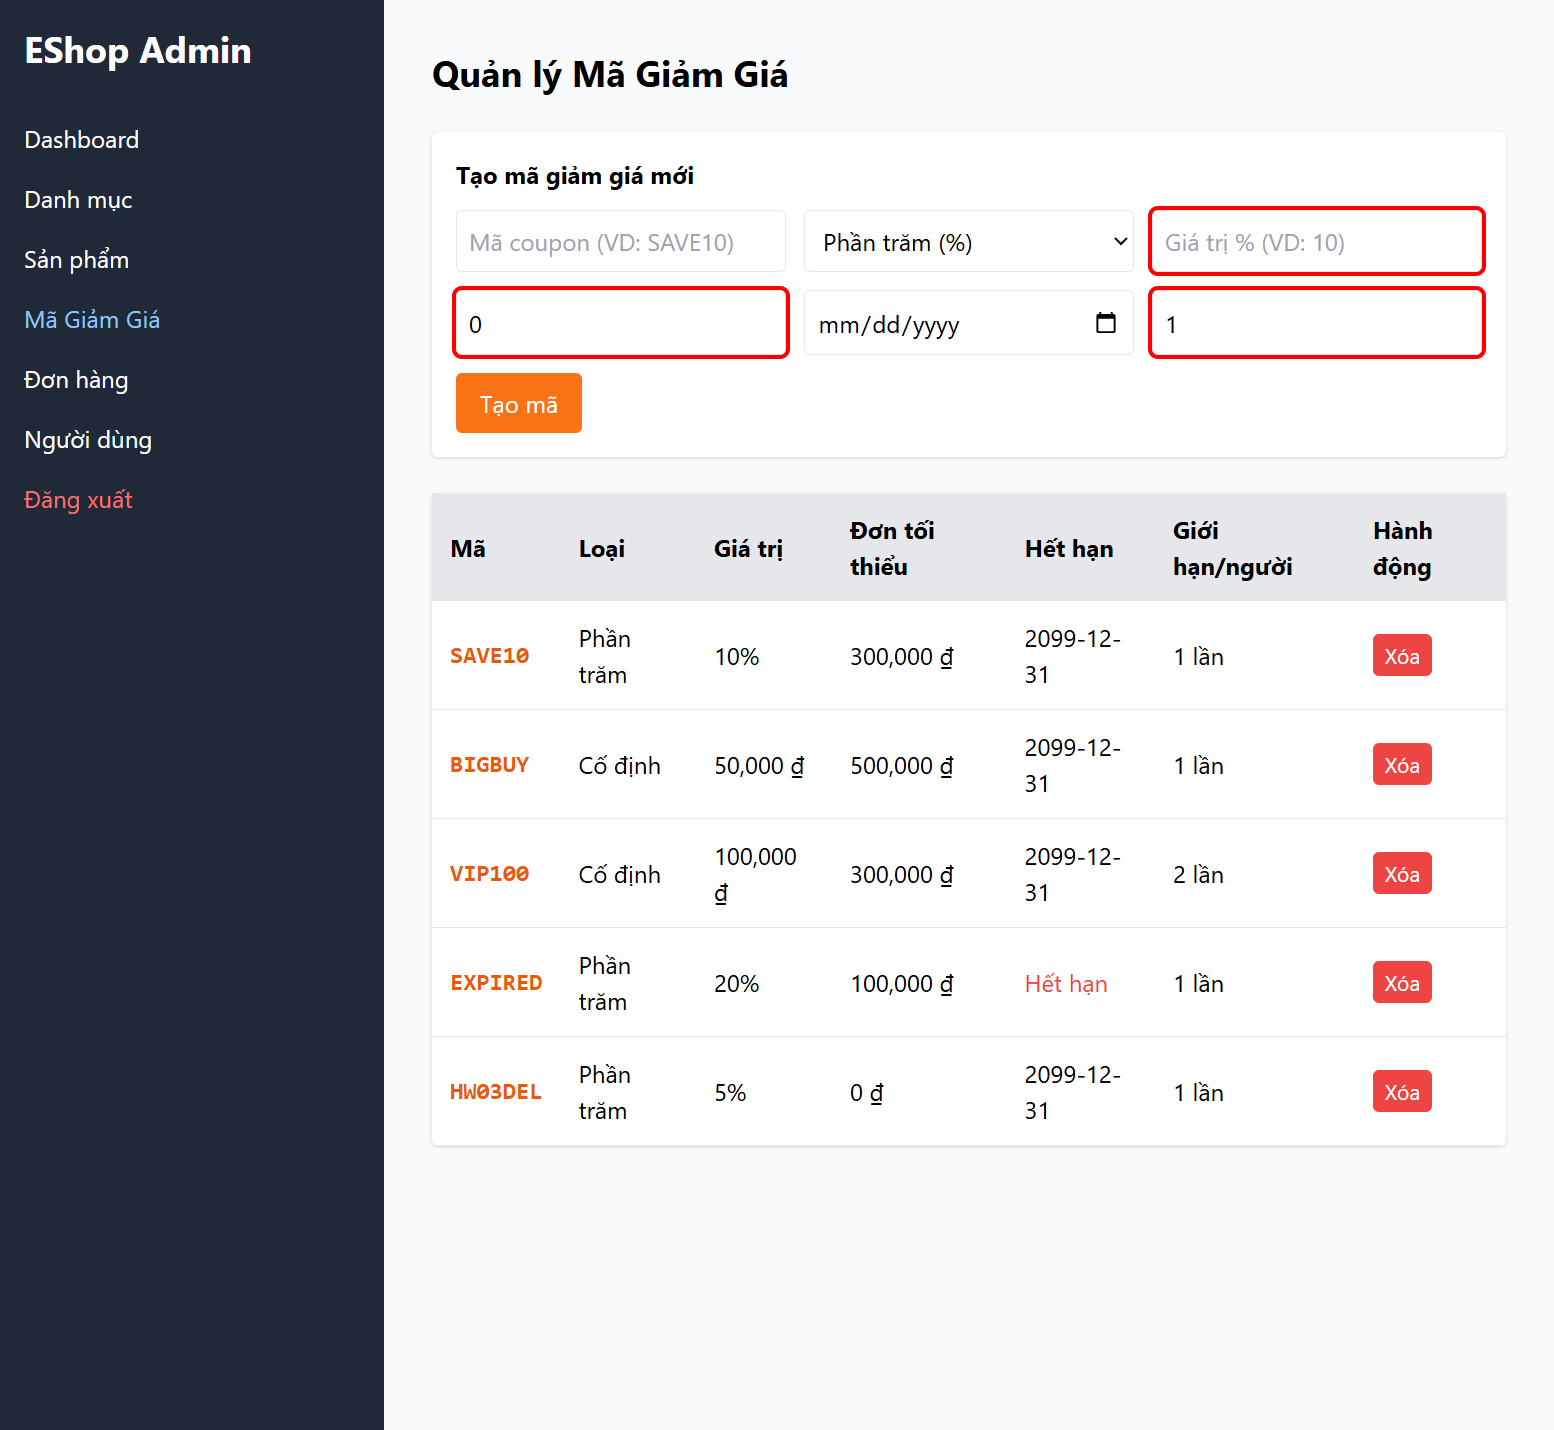 EShop Admin
Dashboard
Danh mục
Sản phẩm
Mã Giảm Giá
Đơn hàng
Người dùng
Đăng xuất
Quản lý Mã Giảm Giá
Tạo mã giảm giá mới
Mã coupon (VD: SAVE10)
Phần trăm (%)
Giá trị % (VD: 10)
0
mm/dd/yyyy
1
Tạo mã
Mã
Loại
Giá trị
Đơn tối
thiểu
Hết hạn
Giới
hạn/người
Hành
động
SAVE10
Phần
trăm
10%
300,000 ₫
2099-12-
31
1 lần
Xóa
BIGBUY
Cố định
50,000 ₫
500,000 ₫
2099-12-
31
1 lần
Xóa
VIP100
Cố định
100,000
₫
300,000 ₫
2099-12-
31
2 lần
Xóa
EXPIRED
Phần
trăm
20%
100,000 ₫
Hết hạn
1 lần
Xóa
HW03DEL
Phần
trăm
5%
0 ₫
2099-12-
31
1 lần
Xóa